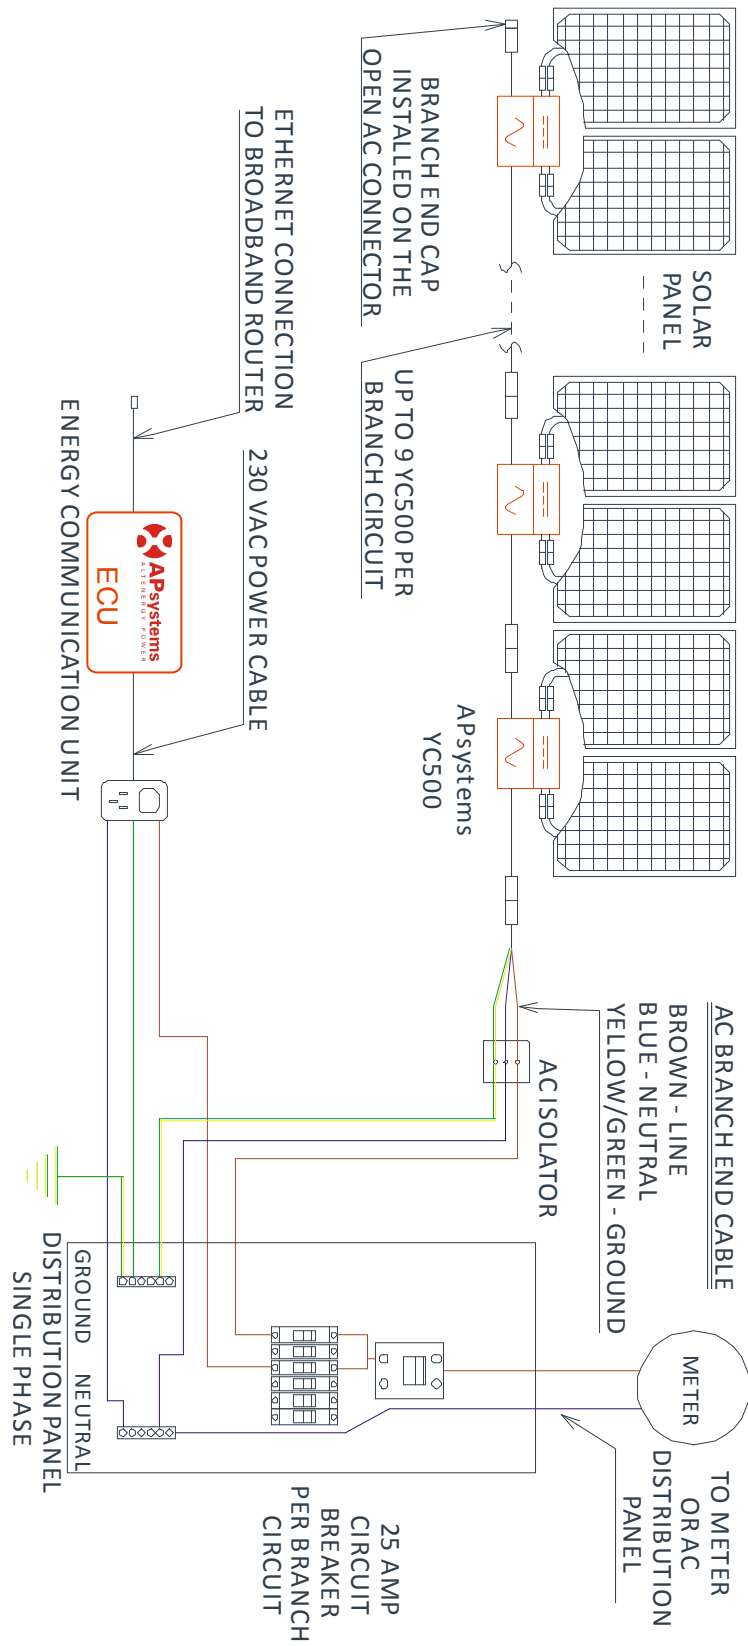 SOLAR
PANEL
BRANCH END CAP
INSTALLED ON THE
OPEN AC CONNECTOR
UP TO 9 YC500 PER
BRANCH CIRCUIT
APsystems
YC500
AC BRANCH END CABLE
BROWN - LINE
BLUE - NEUTRAL
YELLOW/GREEN - GROUND
AC ISOLATOR
ETHERNET CONNECTION
TO BROADBAND ROUTER
230 VAC POWER CABLE
APsystems
ALTENERGY POWER
ECU
ENERGY COMMUNICATION UNIT
METER
TO METER
OR AC
DISTRIBUTION
PANEL
25 AMP
CIRCUIT
BREAKER
PER BRANCH
CIRCUIT
GROUND
NEUTRAL
DISTRIBUTION PANEL
SINGLE PHASE